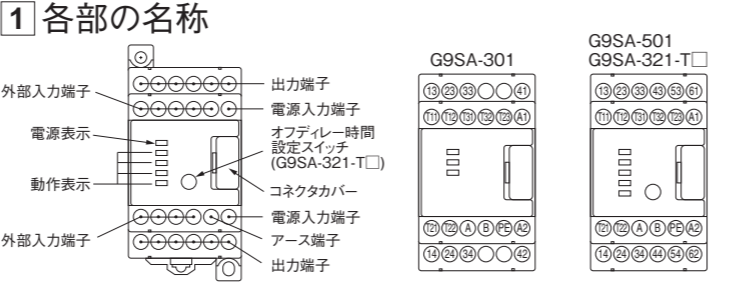 1 各部の名称
外部入力端子
電源表示
動作表示
外部入力端子
出力端子
電源入力端子
オフディレー時間
設定スイッチ
(G9SA-321-T□)
コネクタカバー
電源入力端子
アース端子
出力端子
G9SA-301
13 23 33 41
T11 T12 T31 T32 T23 A1
T21 T22 A B PE A2
14 24 34 42
G9SA-501
G9SA-321-T□
13 23 33 43 53 61
T11 T12 T31 T32 T23 A1
T21 T22 A B PE A2
14 24 34 44 54 62